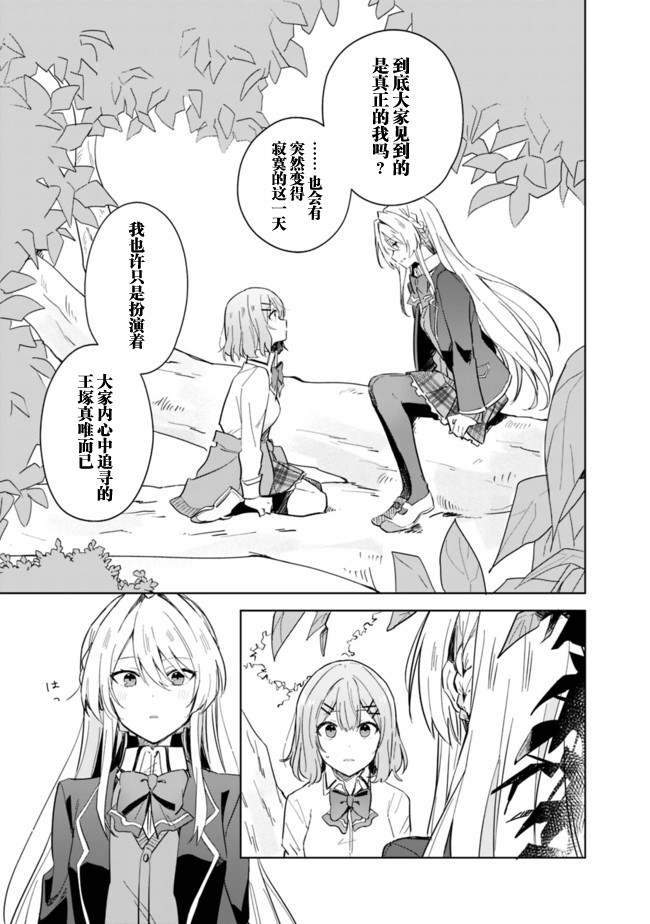 到底大家见到的
是真正的我吗？
……也会有
突然变得
寂寞的这一天
我也许只是扮演着
大家内心中追寻的
王塚真唯而已
はっ